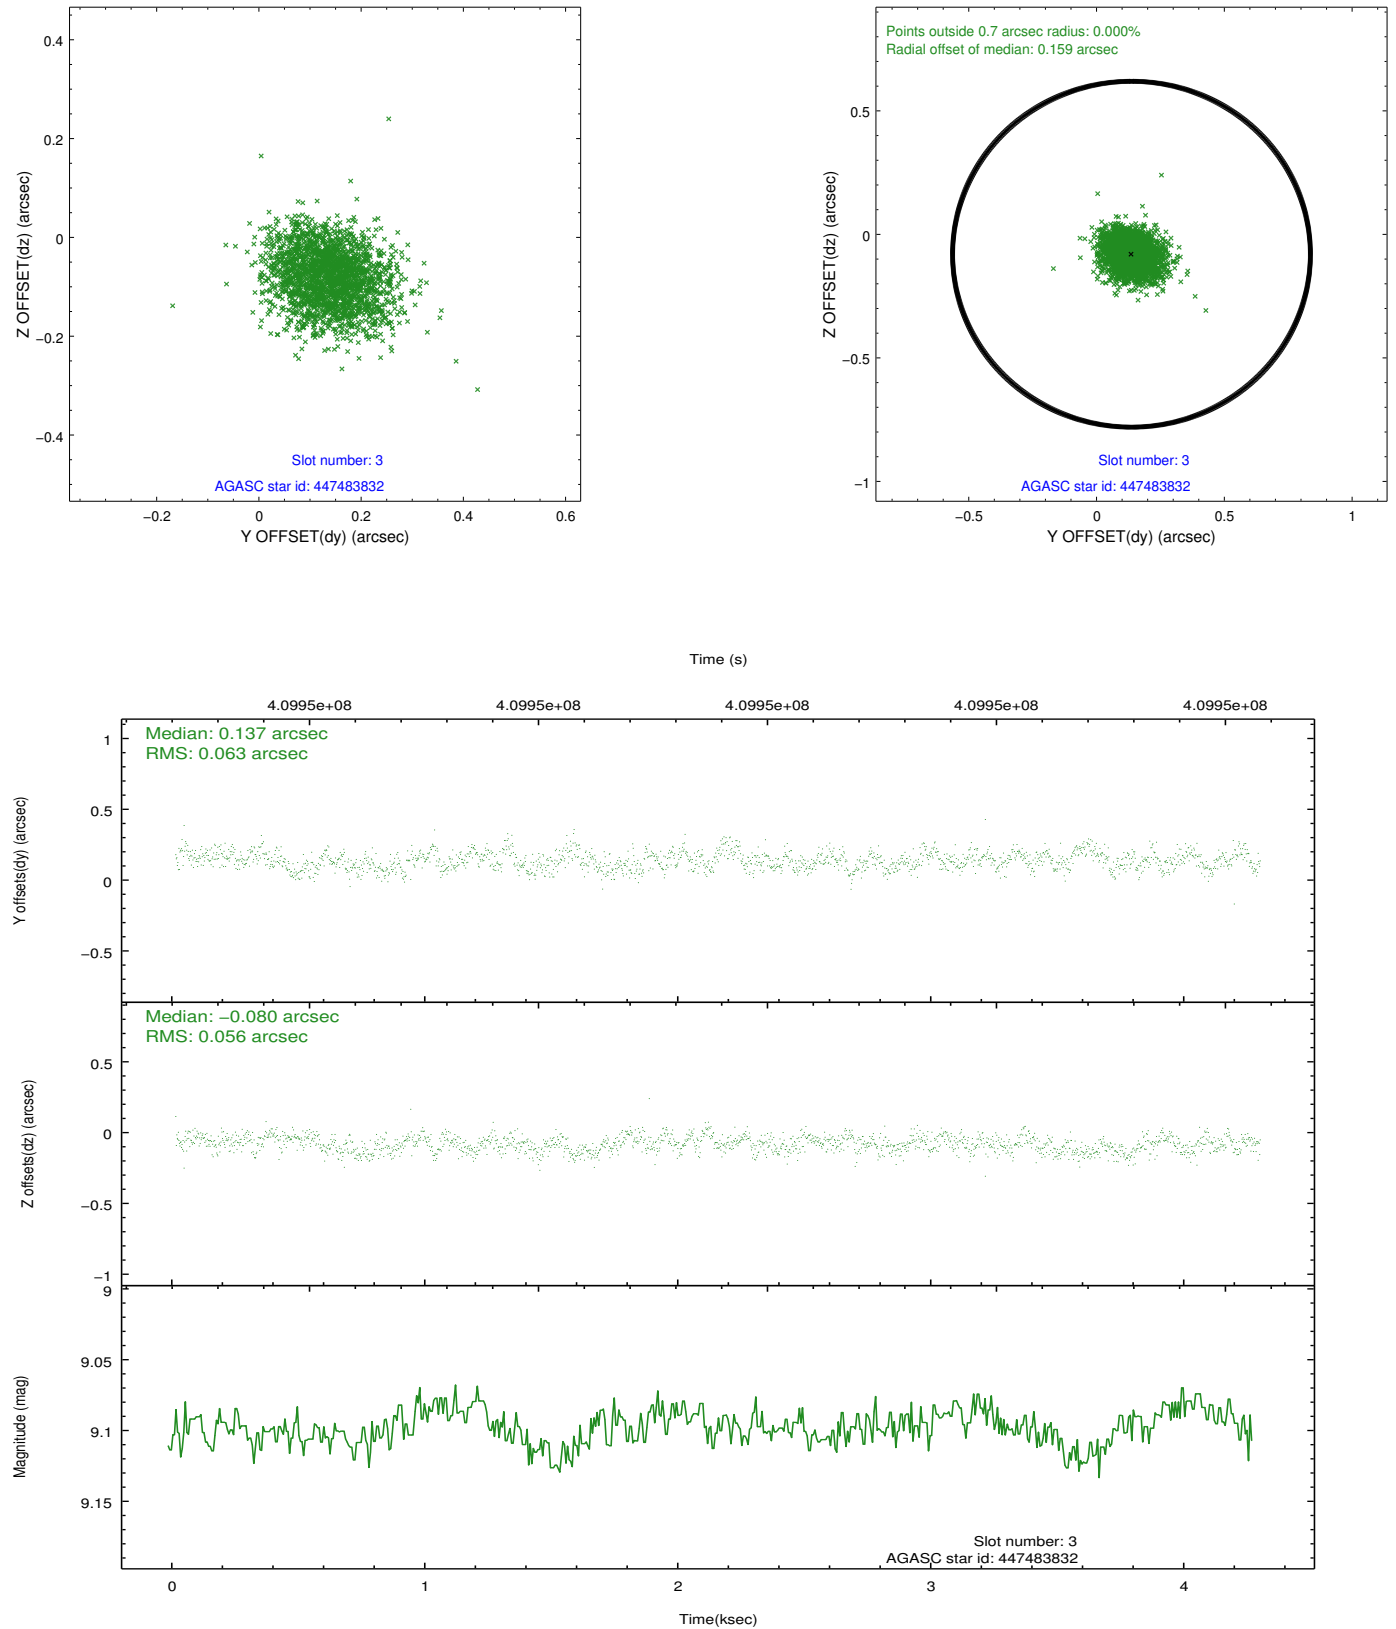 0.4
0.2
0
−0.2
−0.4
Z OFFSET(dz) (arcsec)
Slot number: 3
AGASC star id: 447483832
−0.2 0 0.2 0.4 0.6
Y OFFSET(dy) (arcsec)
Points outside 0.7 arcsec radius: 0.000%
Radial offset of median: 0.159 arcsec
0.5
0
−0.5
−1
Z OFFSET(dz) (arcsec)
Slot number: 3
AGASC star id: 447483832
−0.5 0 0.5 1
Y OFFSET(dy) (arcsec)
Time (s)
4.0995e+08 4.0995e+08 4.0995e+08 4.0995e+08 4.0995e+08
Median: 0.137 arcsec
RMS: 0.063 arcsec
1
0.5
0
−0.5
Y offsets(dy) (arcsec)
Median: −0.080 arcsec
RMS: 0.056 arcsec
0.5
0
−0.5
−1
Z offsets(dz) (arcsec)
9
9.05
9.1
9.15
Magnitude (mag)
Slot number: 3
AGASC star id: 447483832
0 1 2 3 4
Time(ksec)